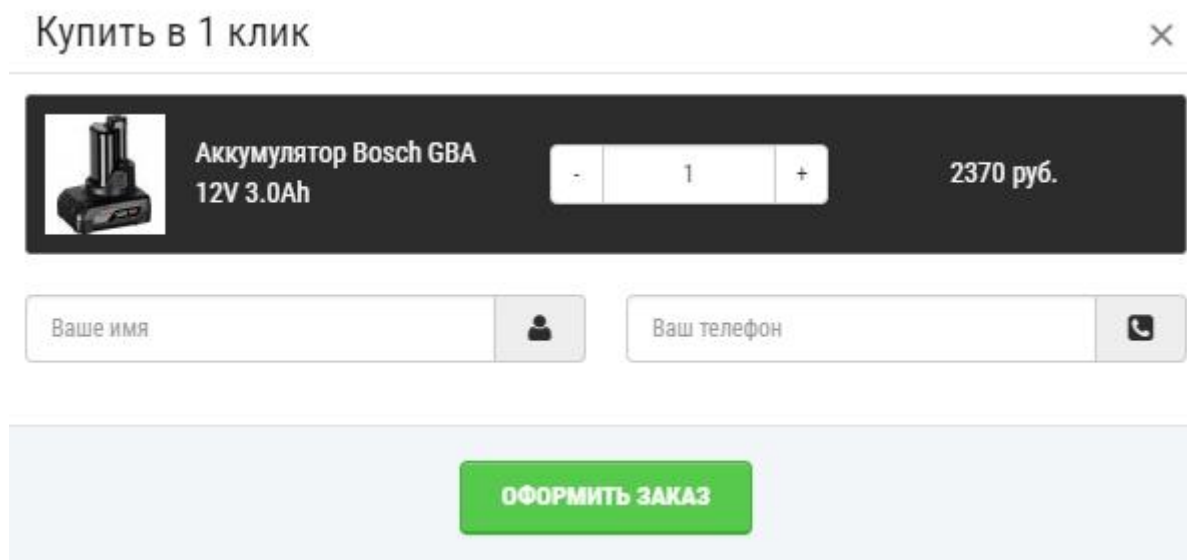 Купить в 1 клик
×
Аккумулятор Bosch GBA
12V 3.0Ah
- 1 +
2370 руб.
Ваше имя
Ваш телефон
ОФОРМИТЬ ЗАКАЗ